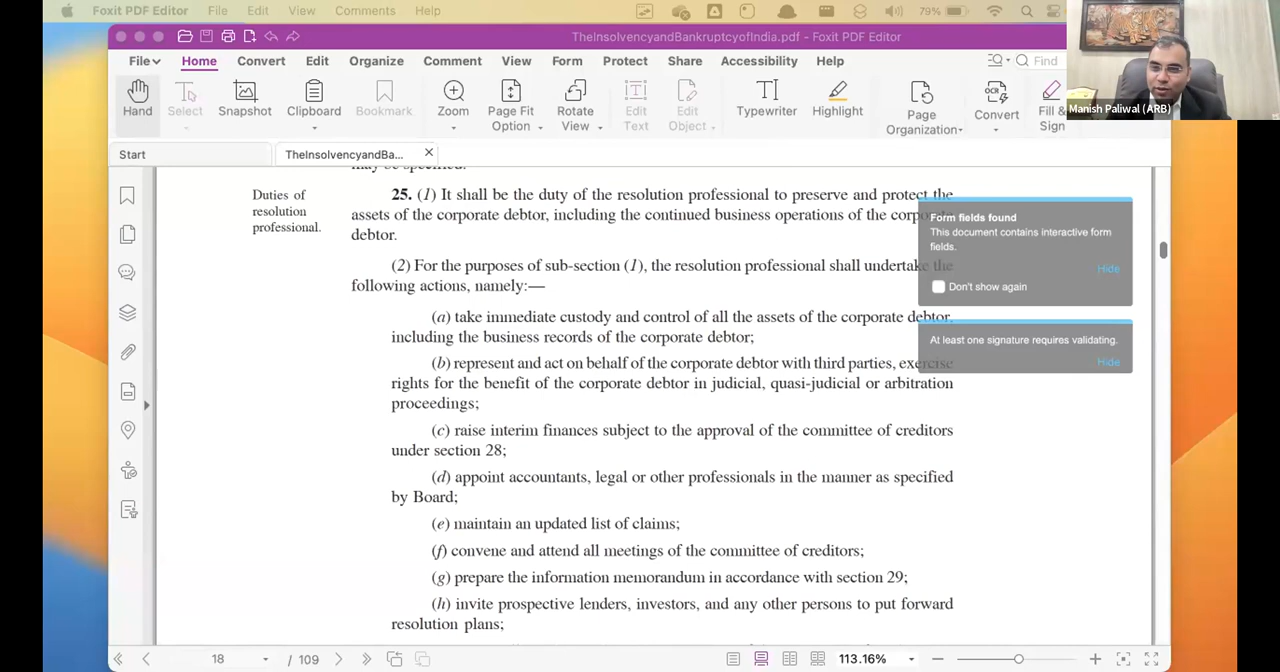 Foxit PDF Editor File Edit View Comments Help 79%
TheInsolvencyandBankruptcyofIndia.pdf - Foxit PDF Editor
File Home Convert Edit Organize Comment View Form Protect Share Accessibility Help Find
Hand Select Snapshot Clipboard Bookmark Zoom Page Fit Option Rotate View Edit Text Edit Object Typewriter Highlight Page Organization OCR Convert Fill & Sign
Manish Paliwal (ARB)
Start TheInsolvencyandBa...
may be specified.
Duties of
resolution
professional.
25. (1) It shall be the duty of the resolution professional to preserve and protect the
assets of the corporate debtor, including the continued business operations of the corporate
debtor.
(2) For the purposes of sub-section (1), the resolution professional shall undertake the
following actions, namely:—
(a) take immediate custody and control of all the assets of the corporate debtor,
including the business records of the corporate debtor;
(b) represent and act on behalf of the corporate debtor with third parties, exercise
rights for the benefit of the corporate debtor in judicial, quasi-judicial or arbitration
proceedings;
(c) raise interim finances subject to the approval of the committee of creditors
under section 28;
(d) appoint accountants, legal or other professionals in the manner as specified
by Board;
(e) maintain an updated list of claims;
(f) convene and attend all meetings of the committee of creditors;
(g) prepare the information memorandum in accordance with section 29;
(h) invite prospective lenders, investors, and any other persons to put forward
resolution plans;
Form fields found
This document contains interactive form
fields.
Hide
Don't show again
At least one signature requires validating.
Hide
18 / 109 113.16%